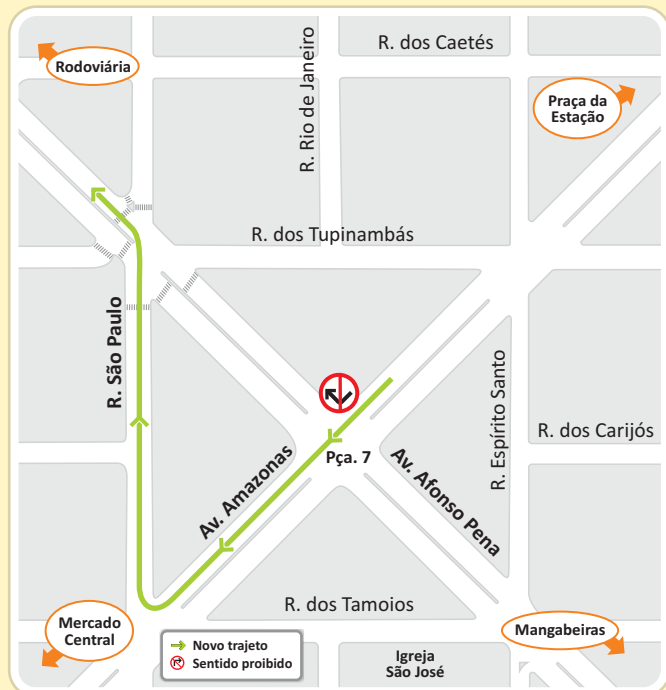 R. dos Caetés
Rodoviária
R. Rio de Janeiro
Praça da
Estação
R. dos Tupinambás
R. São Paulo
R. Espírito Santo
R. dos Carijós
Pça. 7
Av. Amazonas
Av. Afonso Pena
R. dos Tamoios
Mercado
Central
Mangabeiras
Novo trajeto
Sentido proibido
Igreja
São José